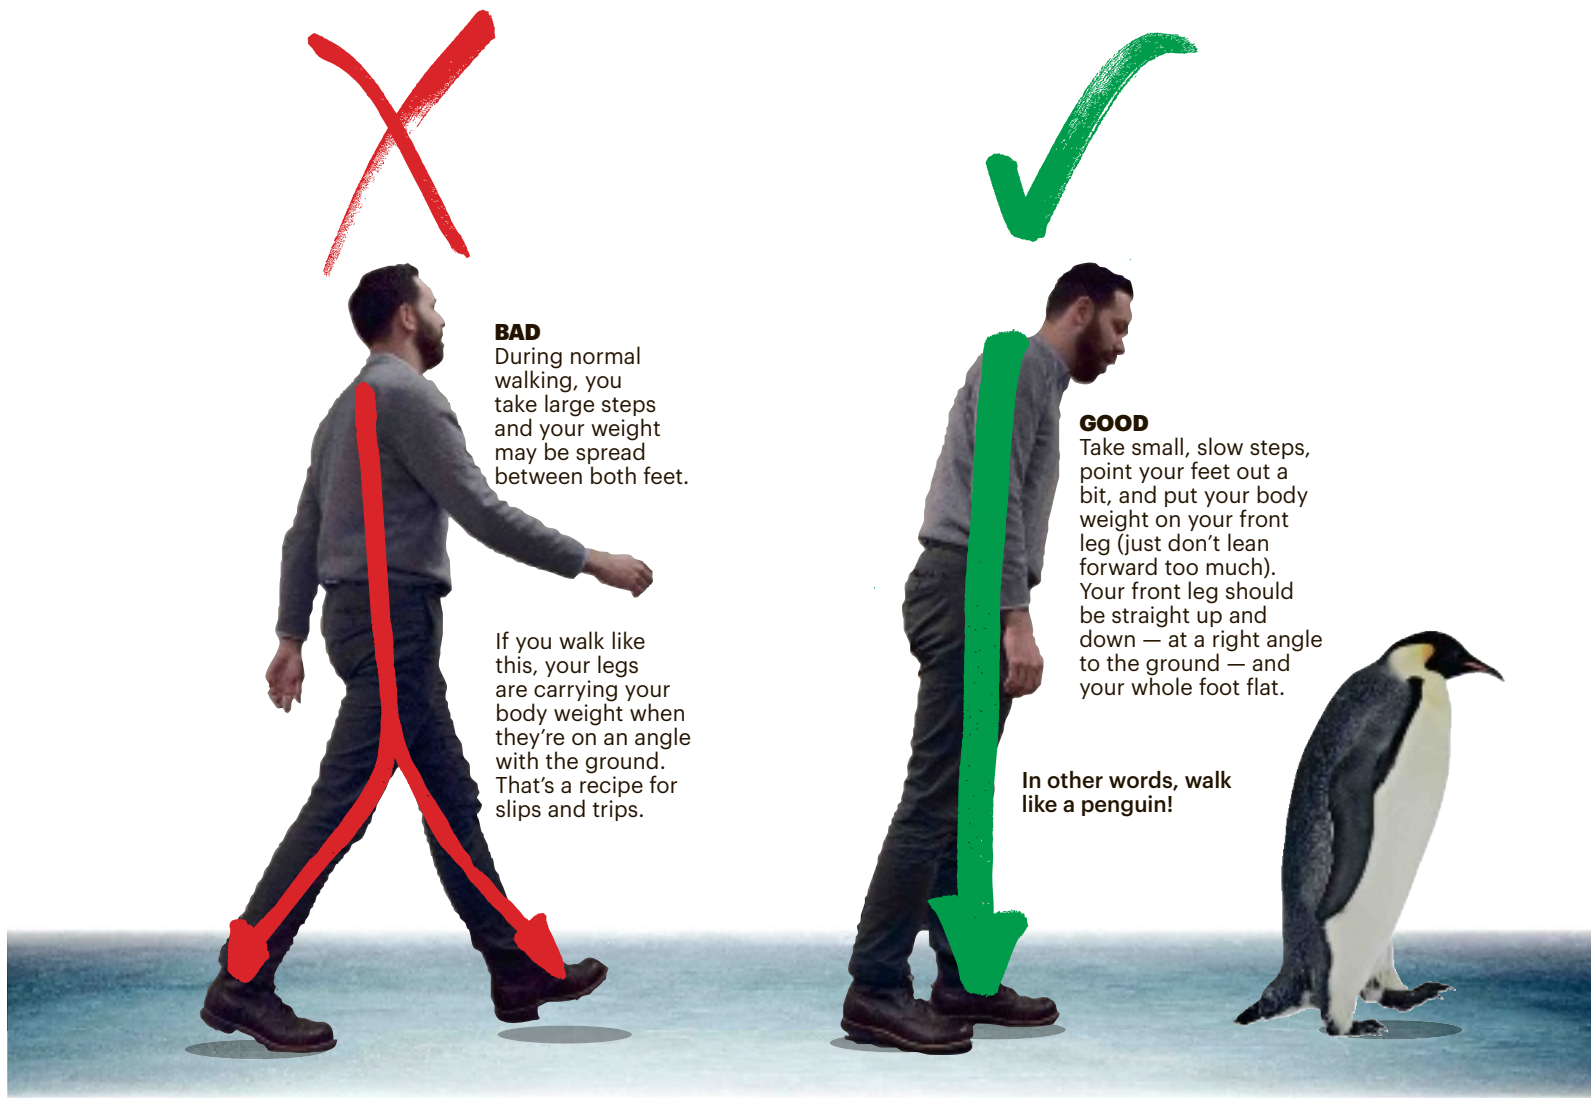 BAD
During normal
walking, you
take large steps
and your weight
may be spread
between both feet.
If you walk like
this, your legs
are carrying your
body weight when
they're on an angle
with the ground.
That's a recipe for
slips and trips.
GOOD
Take small, slow steps,
point your feet out a
bit, and put your body
weight on your front
leg (just don't lean
forward too much).
Your front leg should
be straight up and
down — at a right angle
to the ground — and
your whole foot flat.
In other words, walk
like a penguin!